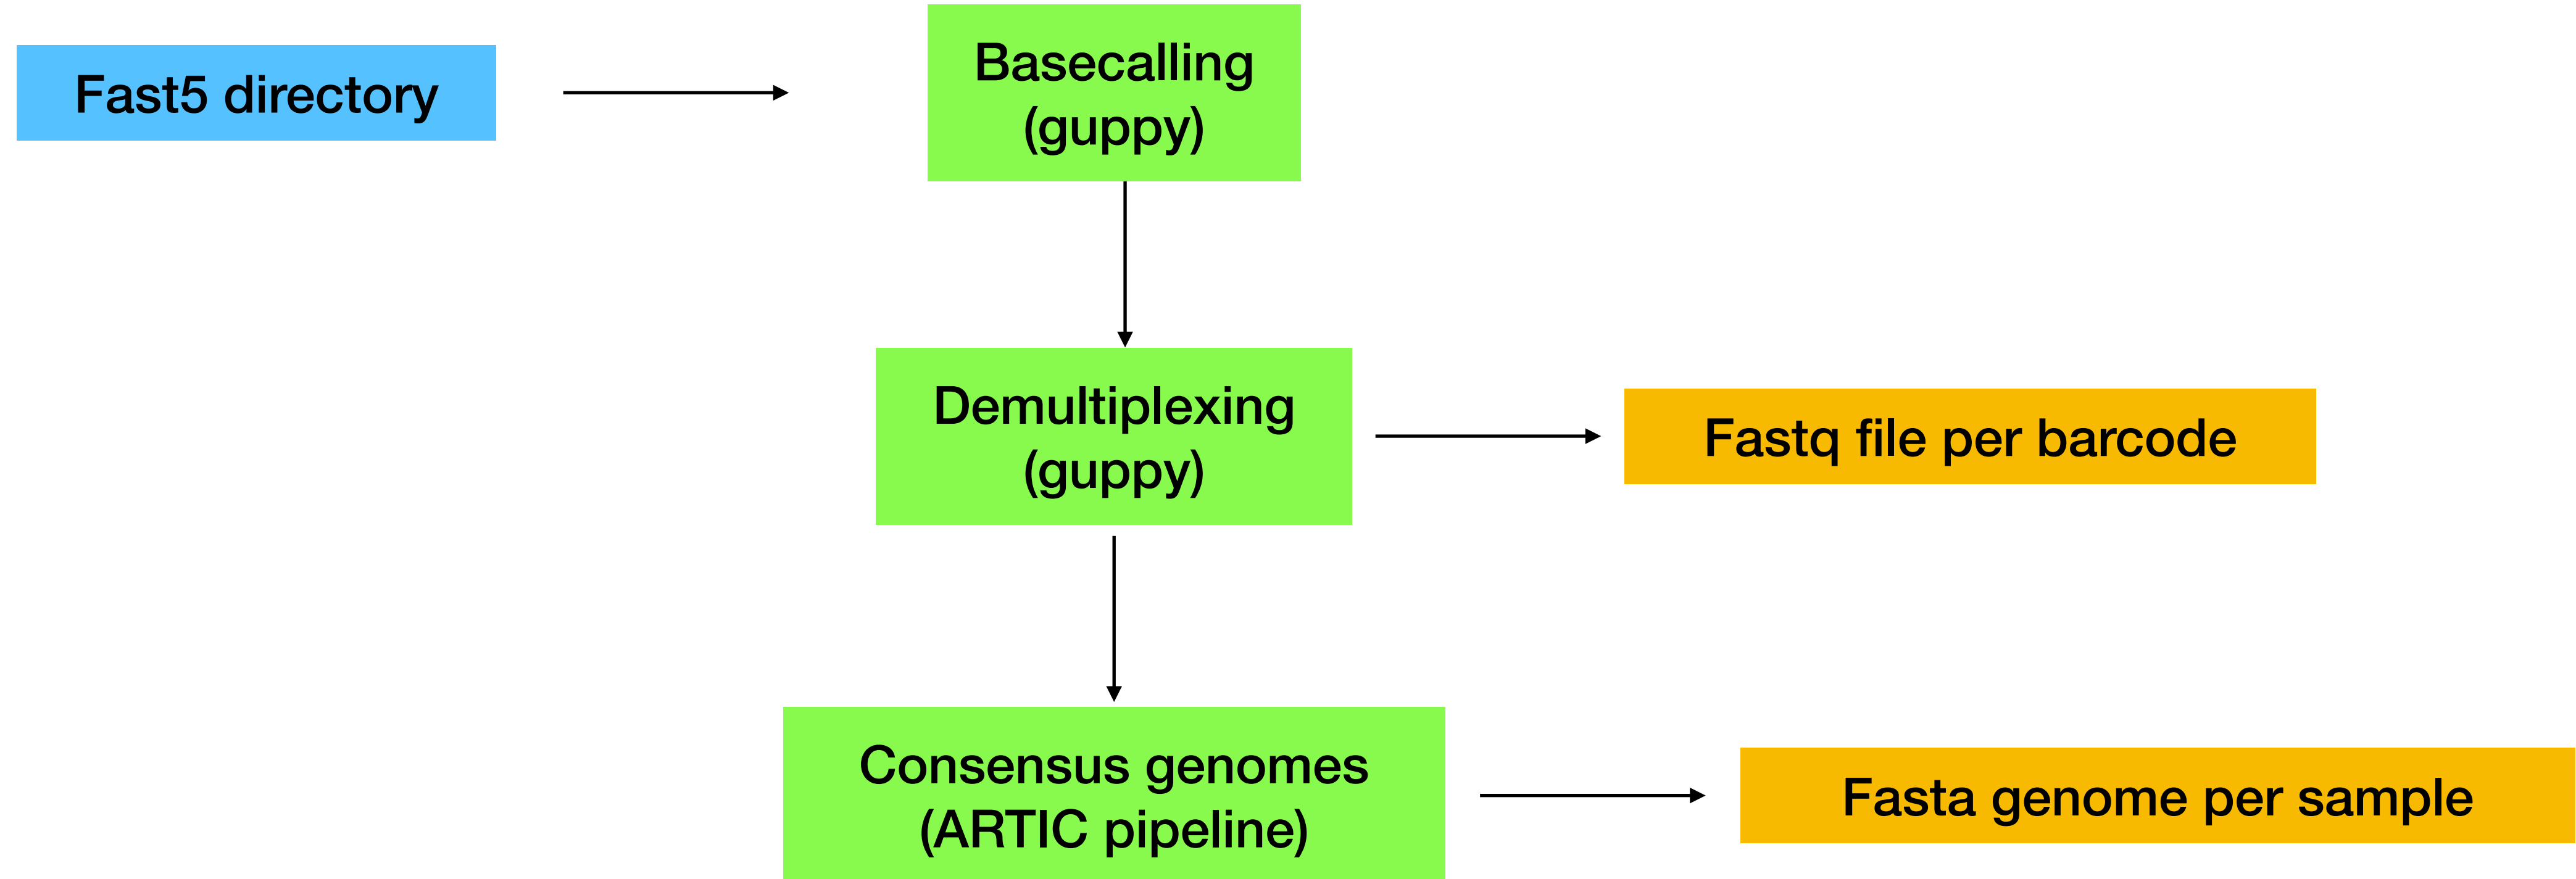 Fast5 directory
Basecalling
(guppy)
Demultiplexing
(guppy)
Fastq file per barcode
Consensus genomes
(ARTIC pipeline)
Fasta genome per sample